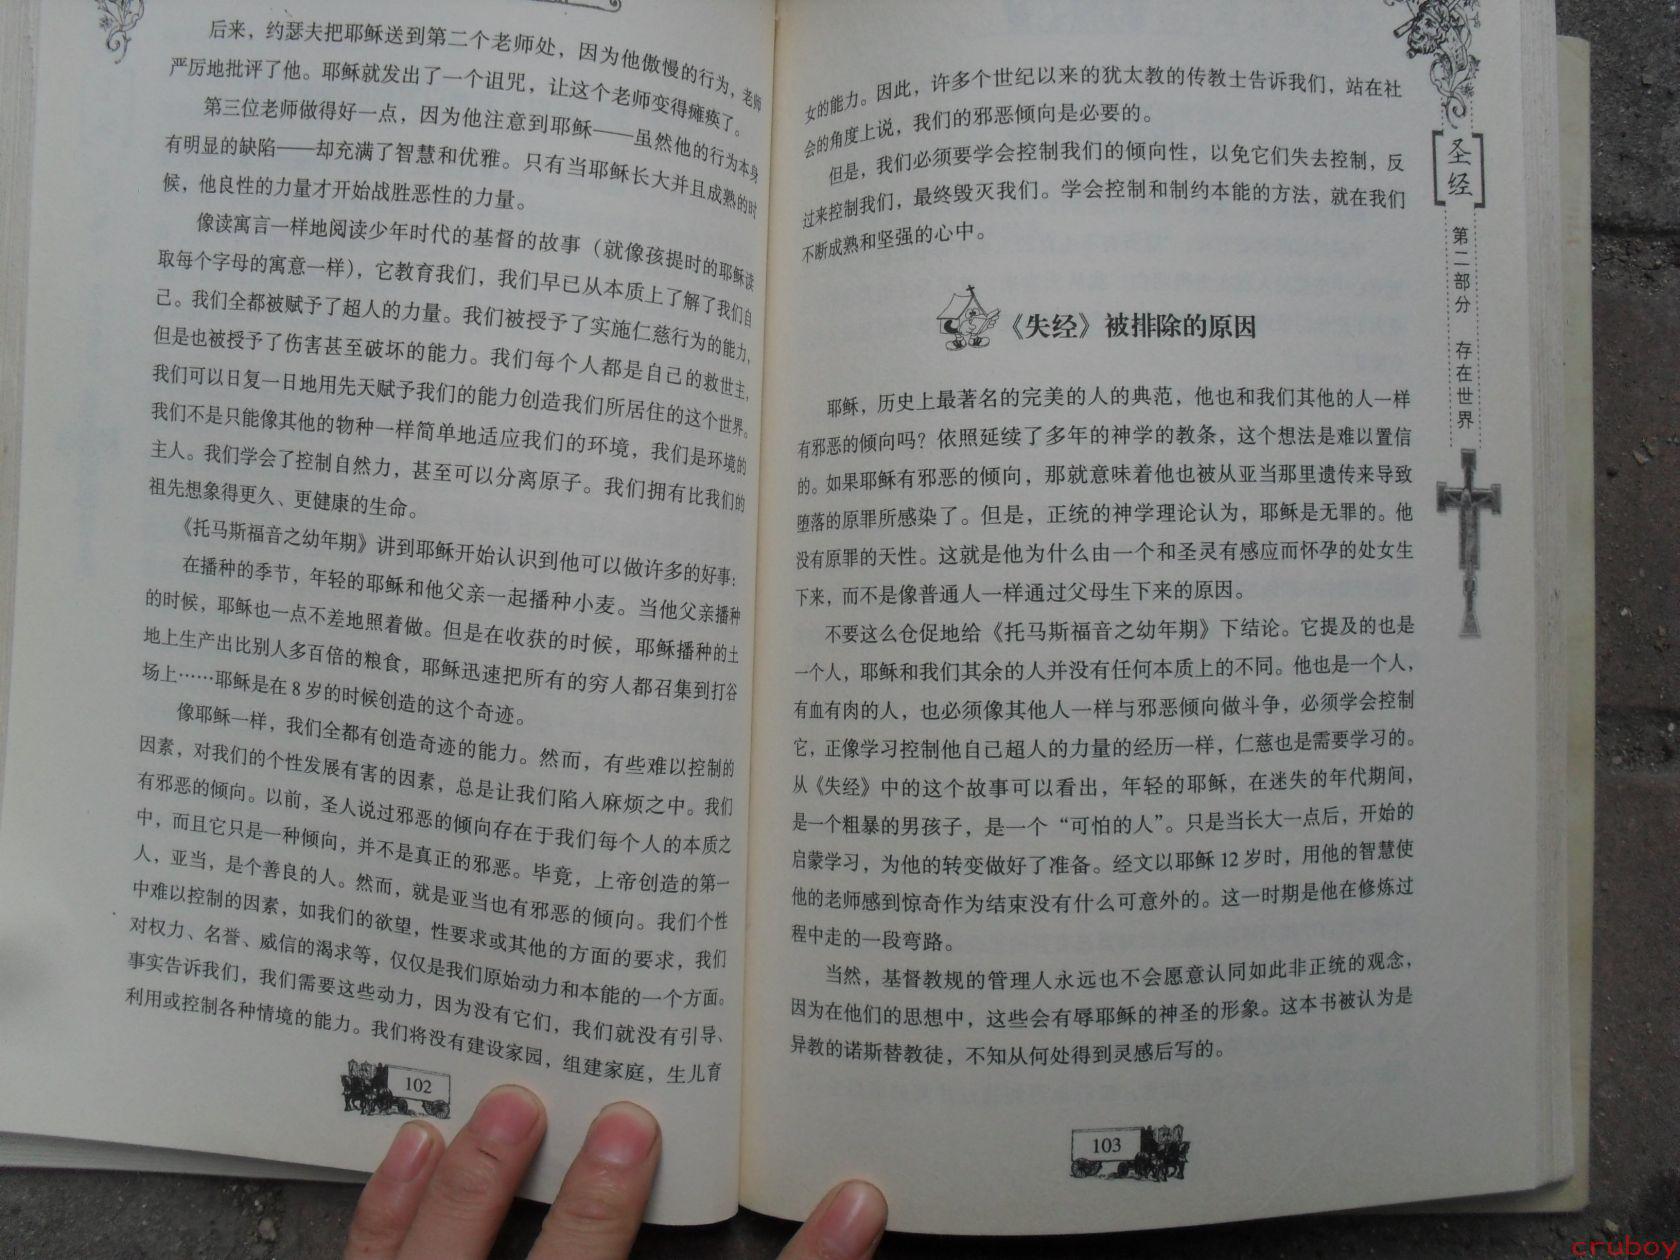 后来，约瑟夫把耶稣送到第二个老师处，因为他傲慢的行为，老师
严厉地批评了他。耶稣就发出了一个诅咒，让这个老师变得瘫痪了。
第三位老师做得好一点，因为他注意到耶稣——虽然他的行为本身
有明显的缺陷——却充满了智慧和优雅。只有当耶稣长大并且成熟的时
候，他良性的力量才开始战胜恶性的力量。
像读寓言一样地阅读少年时代的基督的故事（就像孩提时的耶稣读
取每个字母的寓意一样），它教育我们，我们早已从本质上了解了我们自
己。我们全都被赋予了超人的力量。我们被授予了实施仁慈行为的能力，
但是也被授予了伤害甚至破坏的能力。我们每个人都是自己的救世主，
我们可以日复一日地用先天赋予我们的能力创造我们所居住的这个世界。
我们不是只能像其他的物种一样简单地适应我们的环境，我们是环境的
主人。我们学会了控制自然力，甚至可以分离原子。我们拥有比我们的
祖先想象得更久、更健康的生命。
《托马斯福音之幼年期》讲到耶稣开始认识到他可以做许多的好事：
在播种的季节，年轻的耶稣和他父亲一起播种小麦。当他父亲播种
的时候，耶稣也一点不差地照着做。但是在收获的时候，耶稣播种的土
地上生产出比别人多百倍的粮食，耶稣迅速把所有的穷人都召集到打谷
场上……耶稣是在8岁的时候创造的这个奇迹。
像耶稣一样，我们全都有创造奇迹的能力。然而，有些难以控制的
因素，对我们的个性发展有害的因素，总是让我们陷入麻烦之中。我们
有邪恶的倾向。以前，圣人说过邪恶的倾向存在于我们每个人的本质之
中，而且它只是一种倾向，并不是真正的邪恶。毕竟，上帝创造的第一
人，亚当，是个善良的人。然而，就是亚当也有邪恶的倾向。我们个性
中难以控制的因素，如我们的欲望，性要求或其他的方面的要求，我们
对权力、名誉、威信的渴求等，仅仅是我们原始动力和本能的一个方面。
事实告诉我们，我们需要这些动力，因为没有它们，我们就没有引导、
利用或控制各种情境的能力。我们将没有建设家园，组建家庭，生儿育
102
女的能力。因此，许多个世纪以来的犹太教的传教士告诉我们，站在社
会的角度上说，我们的邪恶倾向是必要的。
但是，我们必须要学会控制我们的倾向性，以免它们失去控制，反
过来控制我们，最终毁灭我们。学会控制和制约本能的方法，就在我们
不断成熟和坚强的心中。
《失经》被排除的原因
耶稣，历史上最著名的完美的人的典范，他也和我们其他的人一样
有邪恶的倾向吗？依照延续了多年的神学的教条，这个想法是难以置信
的。如果耶稣有邪恶的倾向，那就意味着他也被从亚当那里遗传来导致
堕落的原罪所感染了。但是，正统的神学理论认为，耶稣是无罪的。他
没有原罪的天性。这就是他为什么由一个和圣灵有感应而怀孕的处女生
下来，而不是像普通人一样通过父母生下来的原因。
不要这么仓促地给《托马斯福音之幼年期》下结论。它提及的也是
一个人，耶稣和我们其余的人并没有任何本质上的不同。他也是一个人，
有血有肉的人，也必须像其他人一样与邪恶倾向做斗争，必须学会控制
它，正像学习控制他自己超人的力量的经历一样，仁慈也是需要学习的。
从《失经》中的这个故事可以看出，年轻的耶稣，在迷失的年代期间，
是一个粗暴的男孩子，是一个“可怕的人”。只是当长大一点后，开始的
启蒙学习，为他的转变做好了准备。经文以耶稣12岁时，用他的智慧使
他的老师感到惊奇作为结束没有什么可意外的。这一时期是他在修炼过
程中走的一段弯路。
当然，基督教规的管理人永远也不会愿意认同如此非正统的观念，
因为在他们的思想中，这些会有辱耶稣的神圣的形象。这本书被认为是
异教的诺斯替教徒，不知从何处得到灵感后写的。
103
圣经
第二部分 存在世界
cruboy